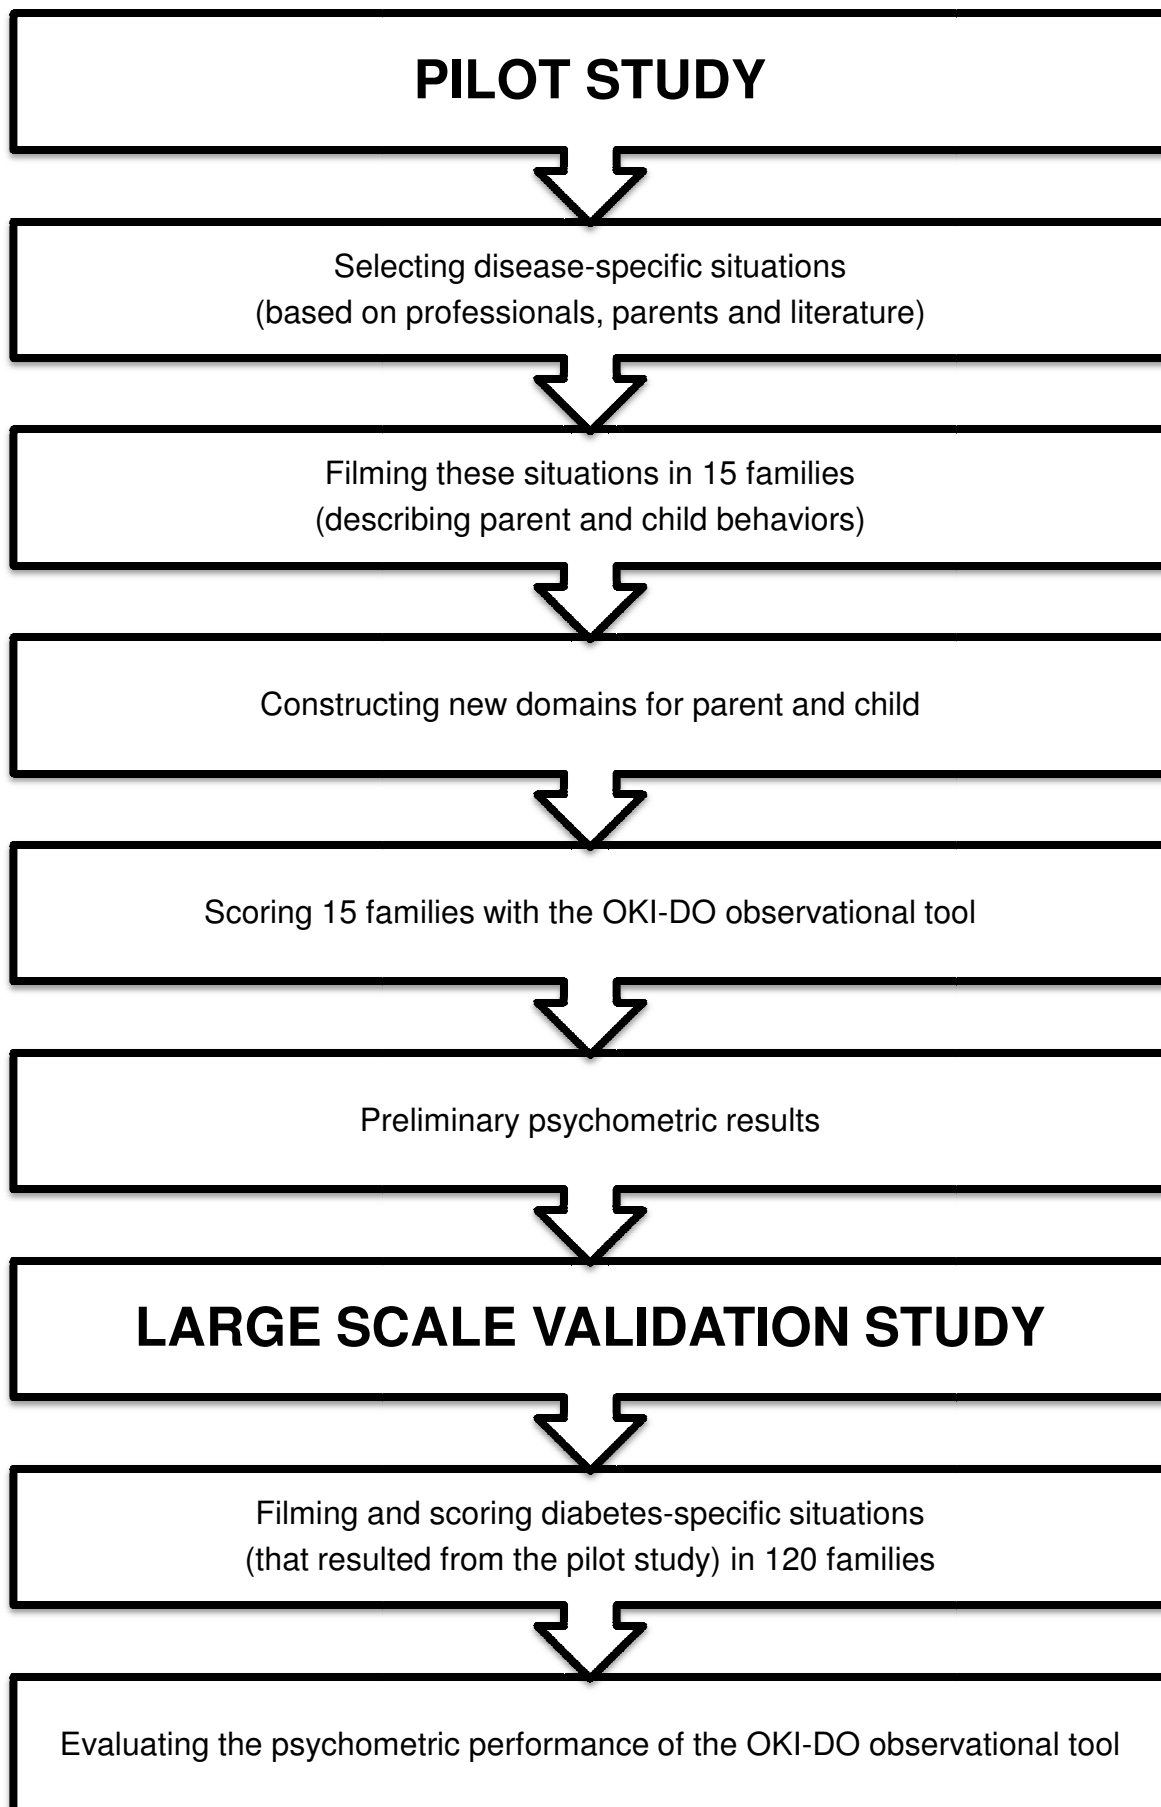 PILOT STUDY
Selecting disease-specific situations
(based on professionals, parents and literature)
Filming these situations in 15 families
(describing parent and child behaviors)
Constructing new domains for parent and child
Scoring 15 families with the OKI-DO observational tool
Preliminary psychometric results
LARGE SCALE VALIDATION STUDY
Filming and scoring diabetes-specific situations
(that resulted from the pilot study) in 120 families
Evaluating the psychometric performance of the OKI-DO observational tool